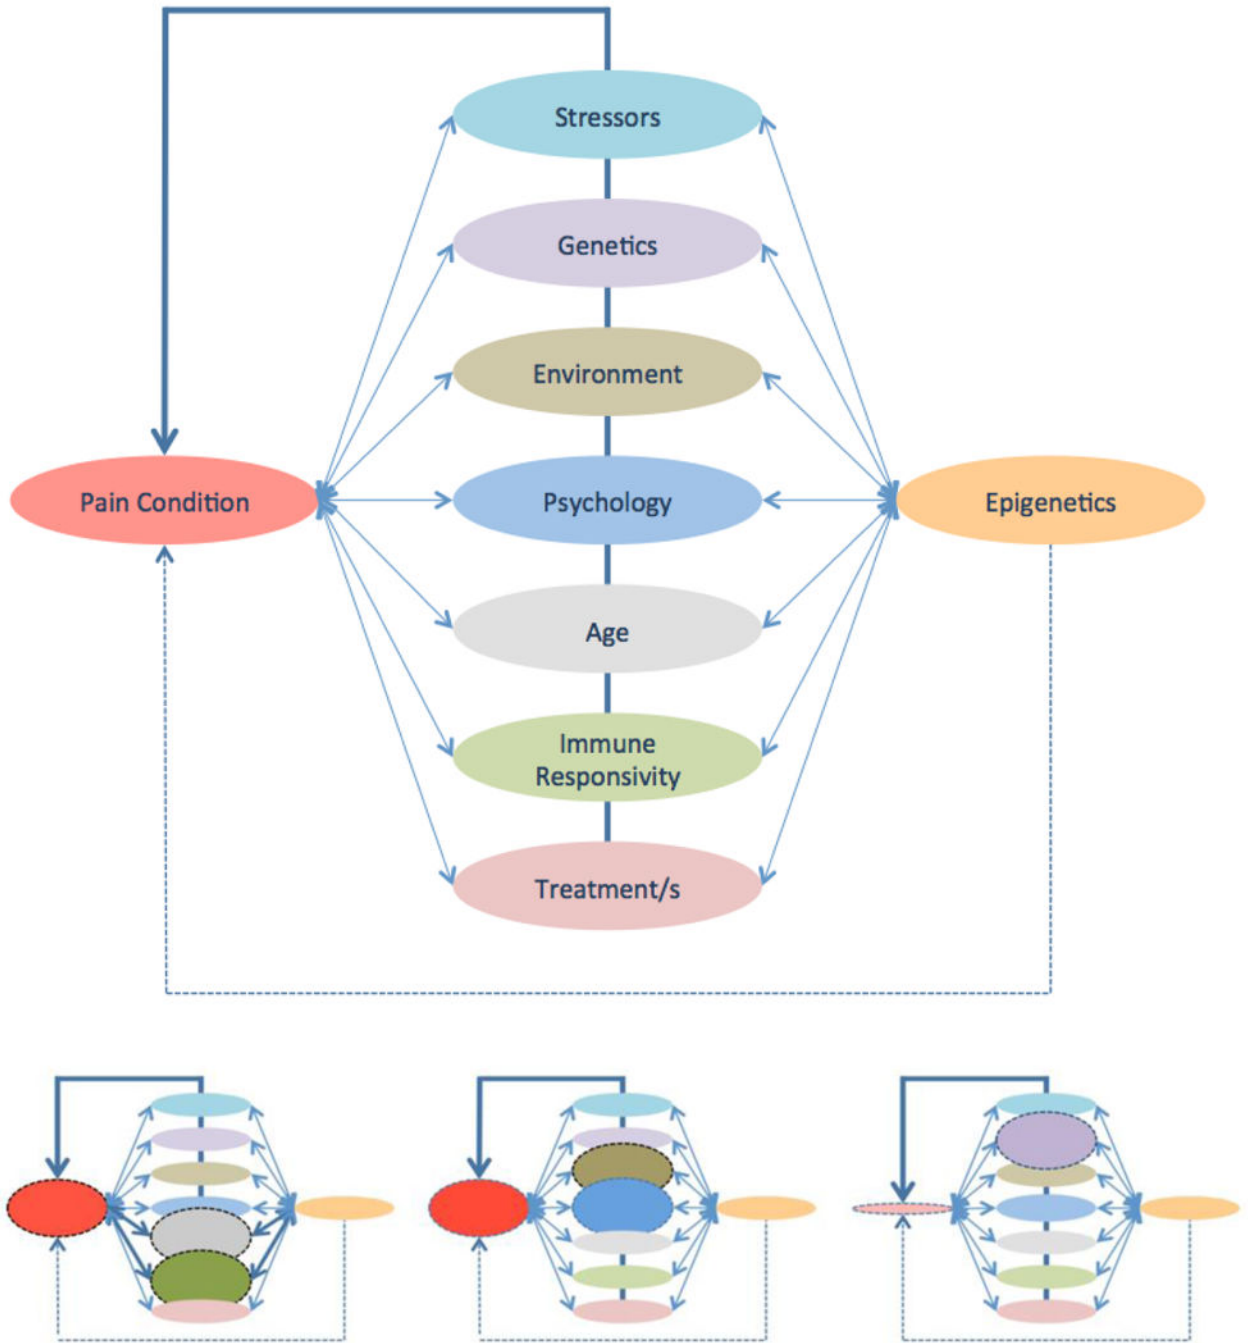 Stressors
Genetics
Environment
Pain Condition
Psychology
Epigenetics
Age
Immune
Responsivity
Treatment/s